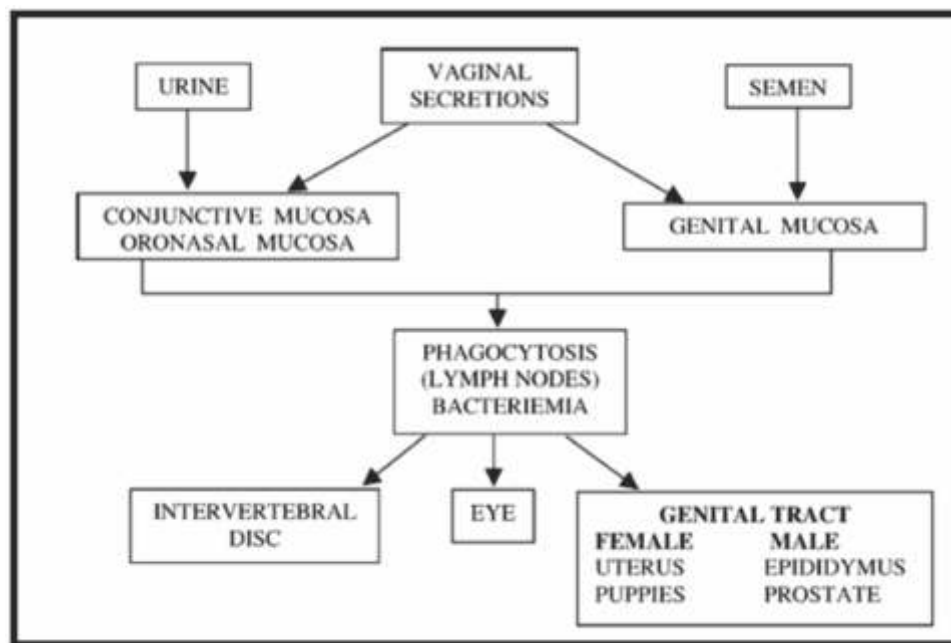 URINE
VAGINAL
SECRETIONS
SEMEN
CONJUNCTIVE MUCOSA
ORONASAL MUCOSA
GENITAL MUCOSA
PHAGOCYTOSIS
(LYMPH NODES)
BACTERIEMIA
INTERVERTEBRAL
DISC
EYE
GENITAL TRACT
FEMALE MALE
UTERUS EPIDIDYMUS
PUPPIES PROSTATE